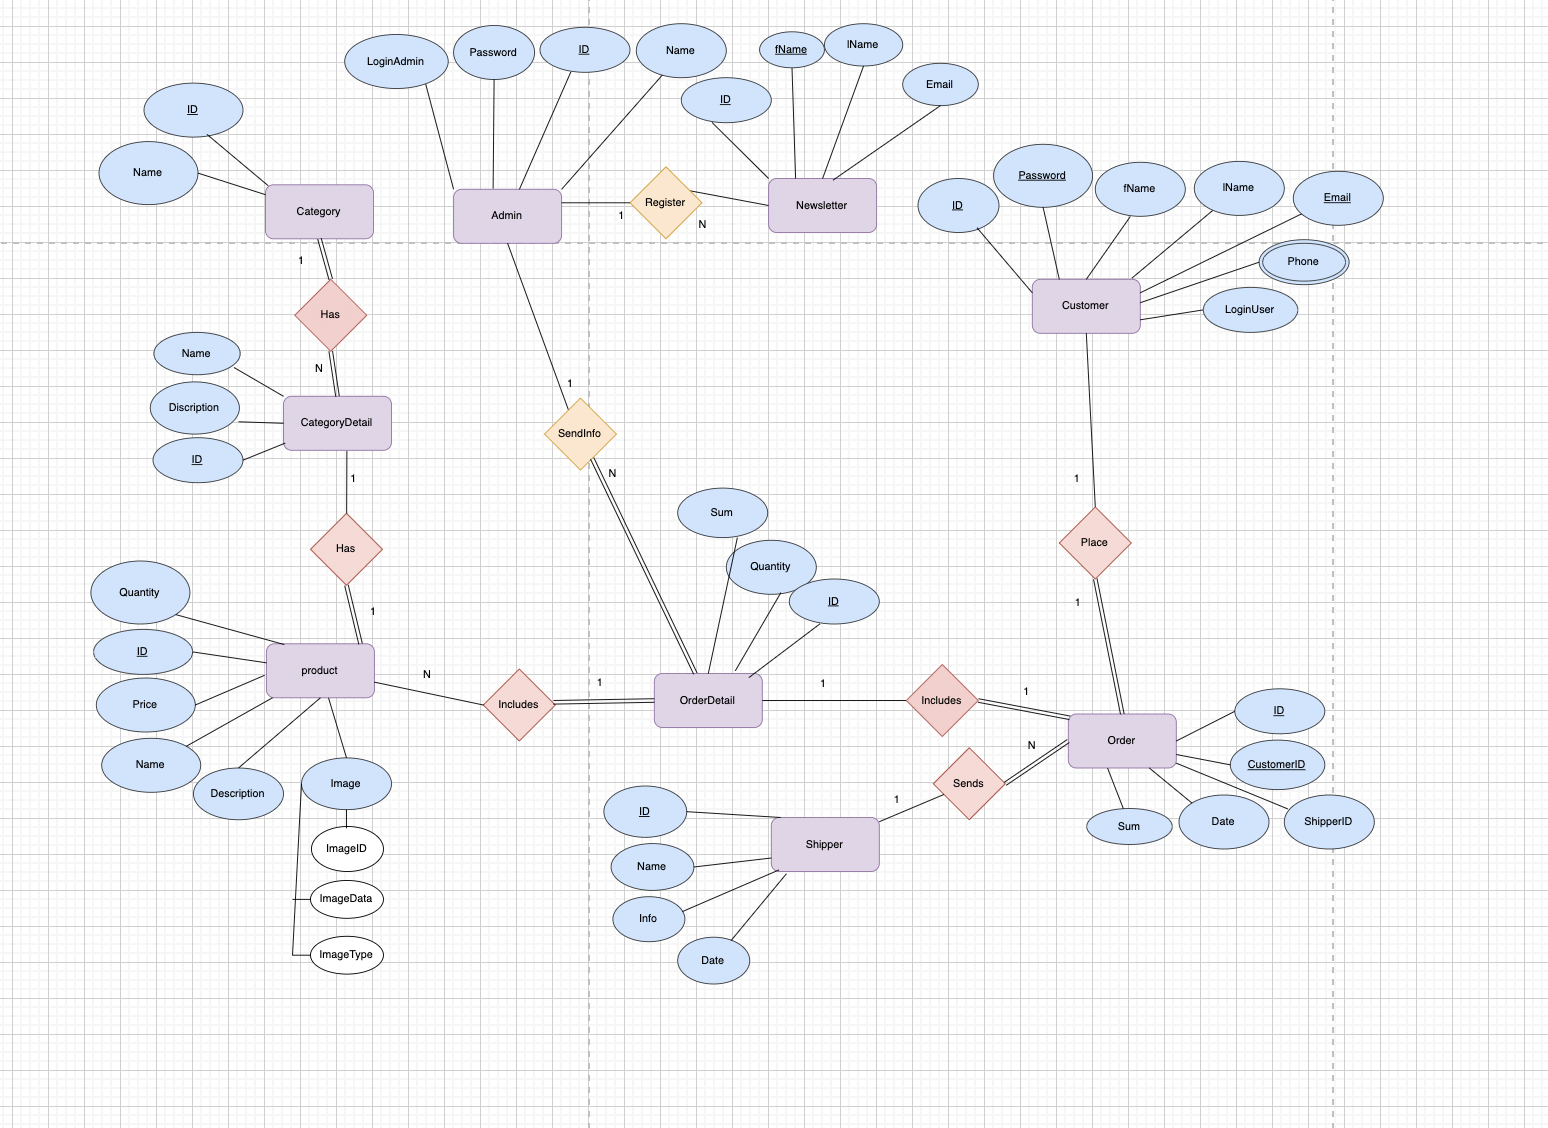 LoginAdmin
Password
ID
Name
fName
lName
ID
Email
ID
Name
Category
Admin
1
Register
N
Newsletter
ID
Password
fName
lName
Email
Phone
LoginUser
Customer
1
Has
N
Name
Discription
ID
CategoryDetail
1
SendInfo
N
1
Has
1
1
Place
1
Sum
Quantity
ID
Quantity
ID
Price
Name
Description
Image
product
N
Includes
1
OrderDetail
1
Includes
1
Order
ID
CustomerID
ShipperID
Date
Sum
N
Sends
1
Shipper
ID
Name
Info
Date
ImageID
ImageData
ImageType